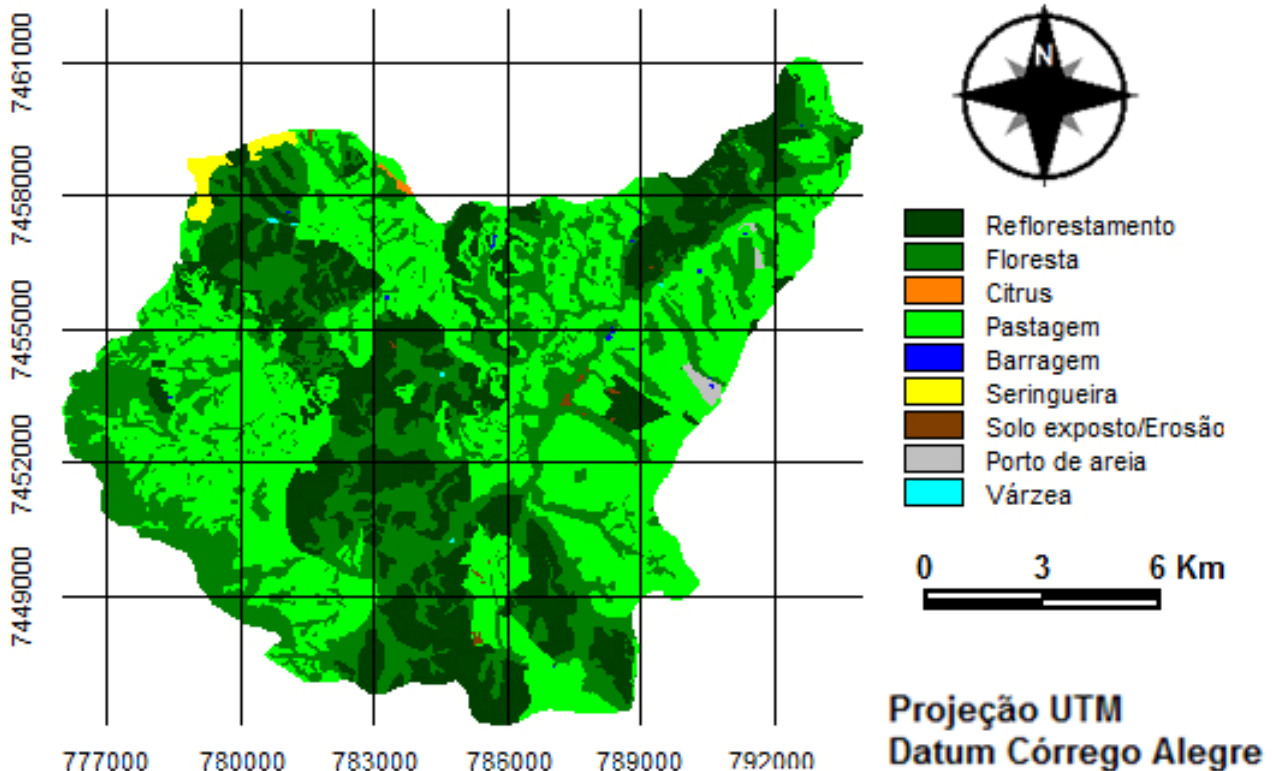 7461000
7458000
7455000
7452000
7449000
777000 780000 783000 786000 789000 792000
N
Reflorestamento
Floresta
Citrus
Pastagem
Barragem
Seringueira
Solo exposto/Erosão
Porto de areia
Várzea
0 3 6 Km
Projeção UTM
Datum Córrego Alegre